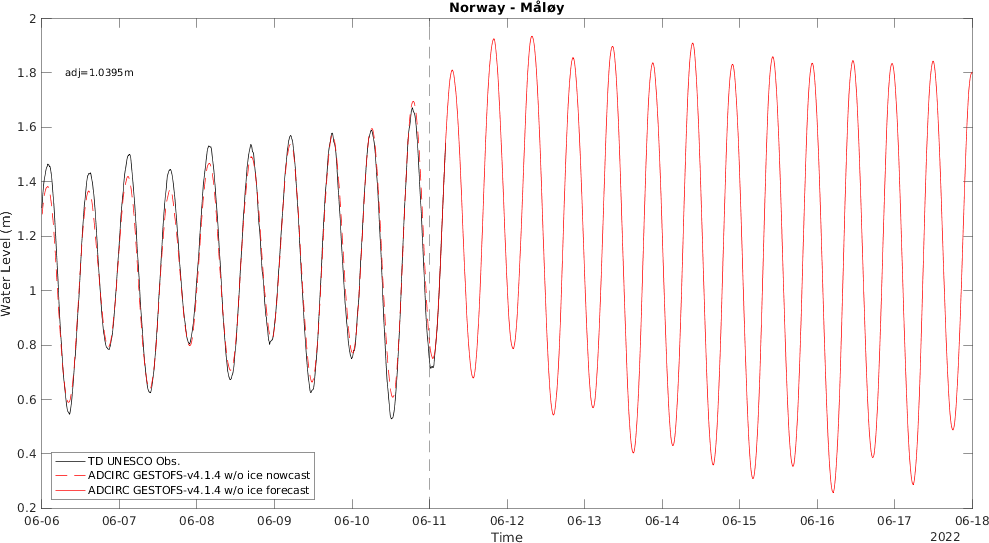 Norway - Måløy
2
1.8
1.6
1.4
1.2
1
0.8
0.6
0.4
0.2
Water Level (m)
adj=1.0395m
TD UNESCO Obs.
ADCIRC GESTOFS-v4.1.4 w/o ice nowcast
ADCIRC GESTOFS-v4.1.4 w/o ice forecast
06-06 06-07 06-08 06-09 06-10 06-11 06-12 06-13 06-14 06-15 06-16 06-17 06-18
Time
2022